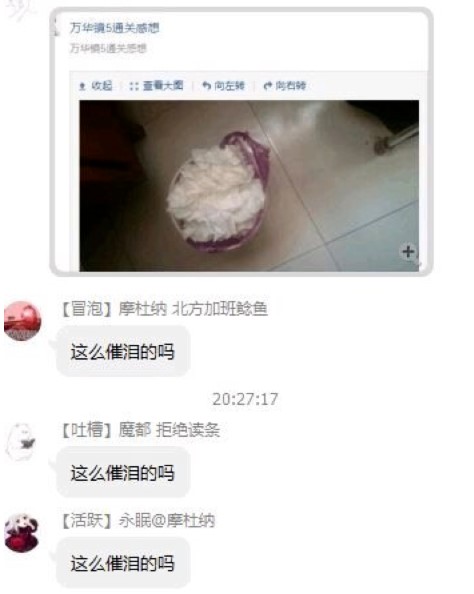 万华镜5通关感想
万华镜5通关感想
收起 查看大图 向左转 向右转
【冒泡】摩杜纳 北方加班鲶鱼
这么催泪的吗
20:27:17
【吐槽】魔都 拒绝读条
这么催泪的吗
【活跃】永眠@摩杜纳
这么催泪的吗